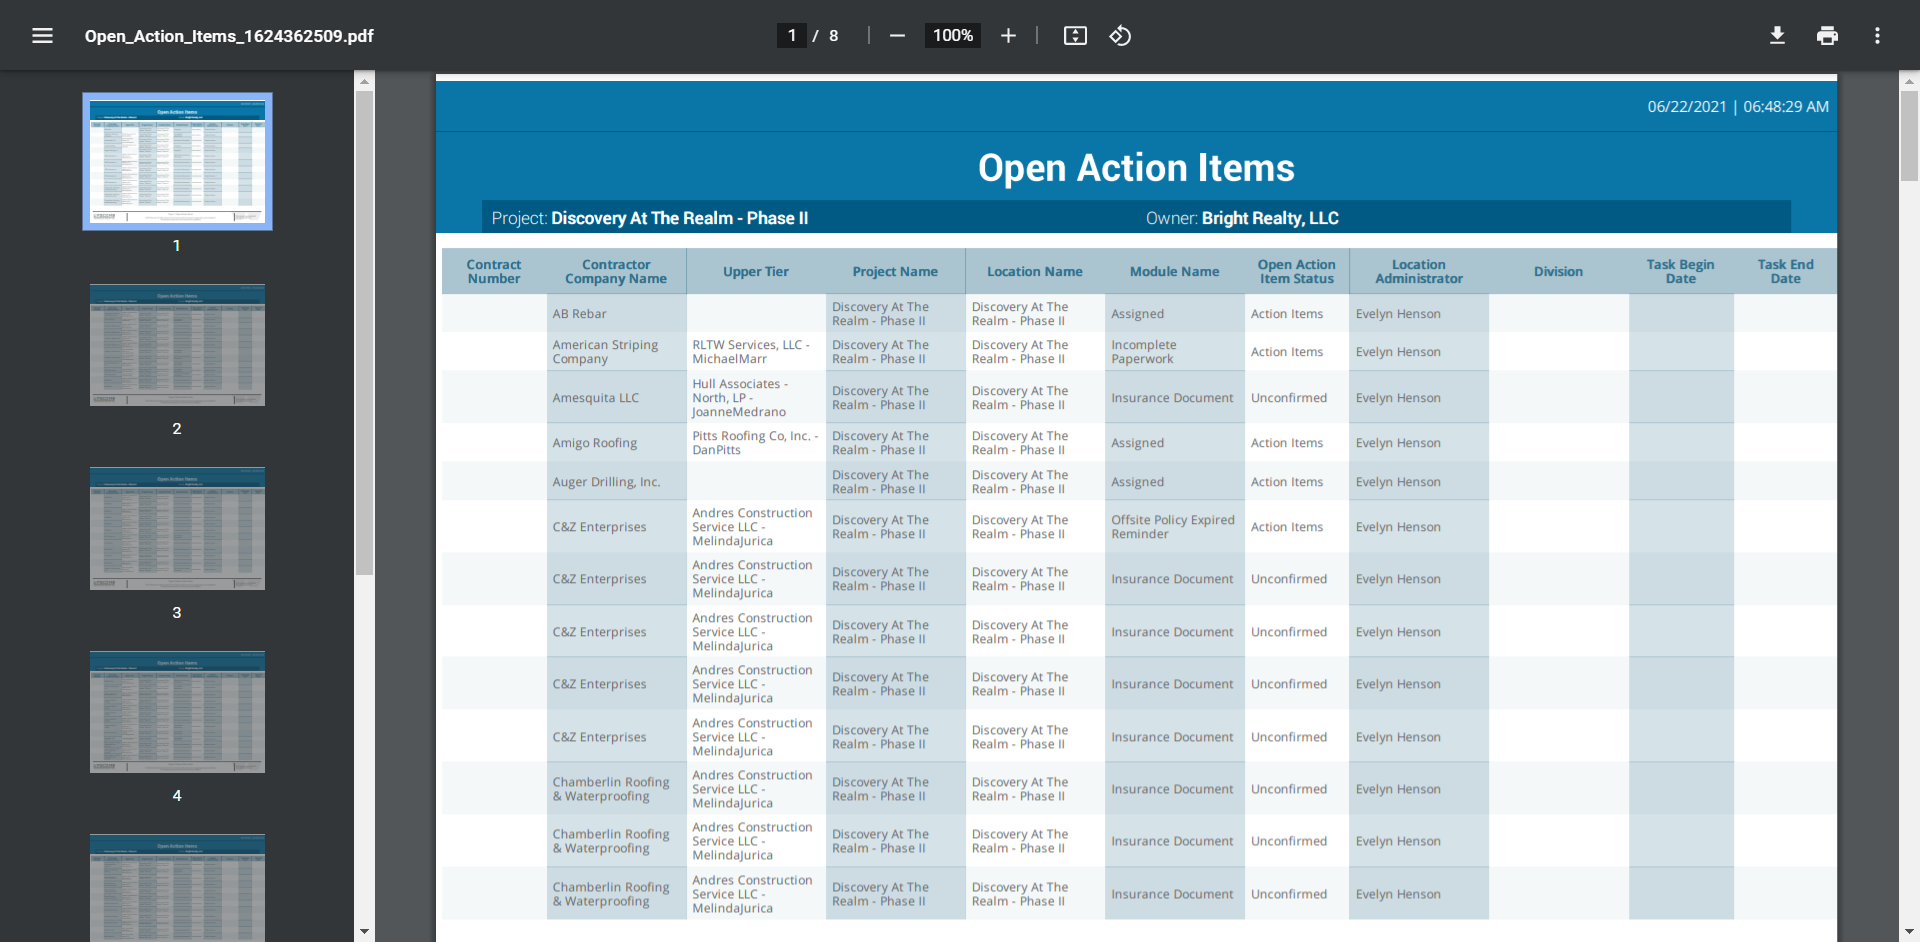 Open_Action_Items_1624362509.pdf
1 / 8
100%
1
2
3
4
06/22/2021 | 06:48:29 AM
Open Action Items
Project: Discovery At The Realm - Phase II
Owner: Bright Realty, LLC
Contract
Number
Contractor
Company Name
Upper Tier
Project Name
Location Name
Module Name
Open Action
Item Status
Location
Administrator
Division
Task Begin
Date
Task End
Date
AB Rebar
Discovery At The
Realm - Phase II
Discovery At The
Realm - Phase II
Assigned
Action Items
Evelyn Henson
American Striping
Company
RLTW Services, LLC -
MichaelMarr
Discovery At The
Realm - Phase II
Discovery At The
Realm - Phase II
Incomplete
Paperwork
Action Items
Evelyn Henson
Amesquita LLC
Hull Associates -
North, LP -
JoanneMedrano
Discovery At The
Realm - Phase II
Discovery At The
Realm - Phase II
Insurance Document
Unconfirmed
Evelyn Henson
Amigo Roofing
Pitts Roofing Co, Inc. -
DanPitts
Discovery At The
Realm - Phase II
Discovery At The
Realm - Phase II
Assigned
Action Items
Evelyn Henson
Auger Drilling, Inc.
Discovery At The
Realm - Phase II
Discovery At The
Realm - Phase II
Assigned
Action Items
Evelyn Henson
C&Z Enterprises
Andres Construction
Service LLC -
MelindaJurica
Discovery At The
Realm - Phase II
Discovery At The
Realm - Phase II
Offsite Policy Expired
Reminder
Action Items
Evelyn Henson
C&Z Enterprises
Andres Construction
Service LLC -
MelindaJurica
Discovery At The
Realm - Phase II
Discovery At The
Realm - Phase II
Insurance Document
Unconfirmed
Evelyn Henson
C&Z Enterprises
Andres Construction
Service LLC -
MelindaJurica
Discovery At The
Realm - Phase II
Discovery At The
Realm - Phase II
Insurance Document
Unconfirmed
Evelyn Henson
C&Z Enterprises
Andres Construction
Service LLC -
MelindaJurica
Discovery At The
Realm - Phase II
Discovery At The
Realm - Phase II
Insurance Document
Unconfirmed
Evelyn Henson
C&Z Enterprises
Andres Construction
Service LLC -
MelindaJurica
Discovery At The
Realm - Phase II
Discovery At The
Realm - Phase II
Insurance Document
Unconfirmed
Evelyn Henson
Chamberlin Roofing
& Waterproofing
Andres Construction
Service LLC -
MelindaJurica
Discovery At The
Realm - Phase II
Discovery At The
Realm - Phase II
Insurance Document
Unconfirmed
Evelyn Henson
Chamberlin Roofing
& Waterproofing
Andres Construction
Service LLC -
MelindaJurica
Discovery At The
Realm - Phase II
Discovery At The
Realm - Phase II
Insurance Document
Unconfirmed
Evelyn Henson
Chamberlin Roofing
& Waterproofing
Andres Construction
Service LLC -
MelindaJurica
Discovery At The
Realm - Phase II
Discovery At The
Realm - Phase II
Insurance Document
Unconfirmed
Evelyn Henson